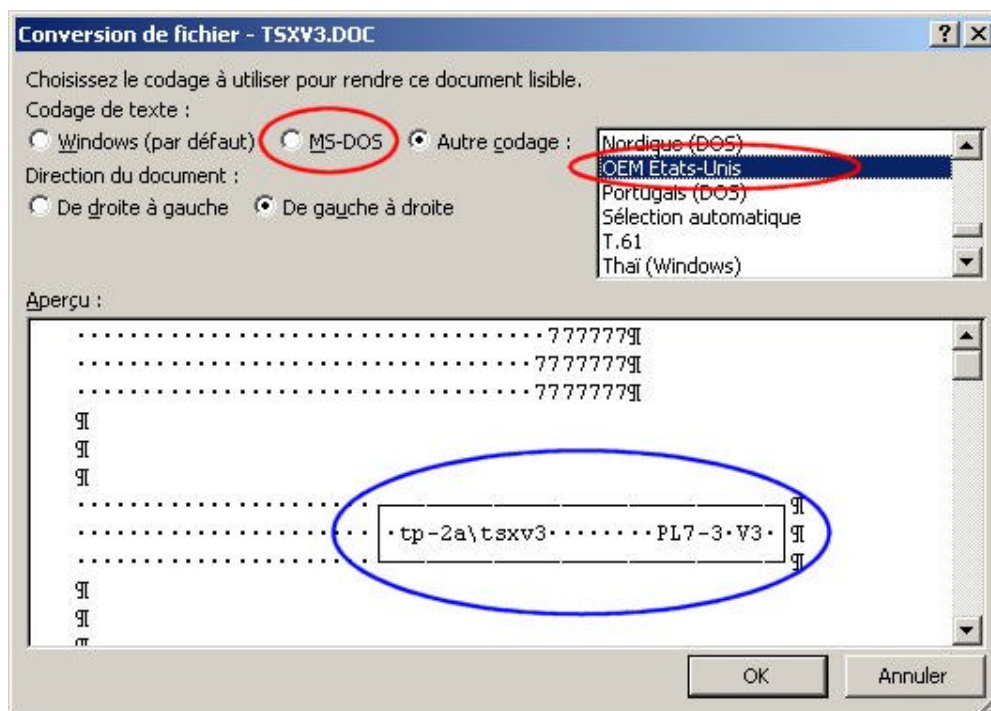 Conversion de fichier - TSXV3.DOC
Choisissez le codage à utiliser pour rendre ce document lisible.
Codage de texte :
Windows (par défaut) MS-DOS Autre codage :
Nordique (DOS)
OEM Etats-Unis
Portugais (DOS)
Sélection automatique
T.61
Thaï (Windows)
Direction du document :
De droite à gauche De gauche à droite
Aperçu :
·····································777777¶
····································7777777¶
····································7777777¶
¶
¶
¶
······················· ¶
·······················│·tp-2a\tsxv3········PL7-3·V3·│¶
······················· ¶
¶
¶
¶
OK Annuler